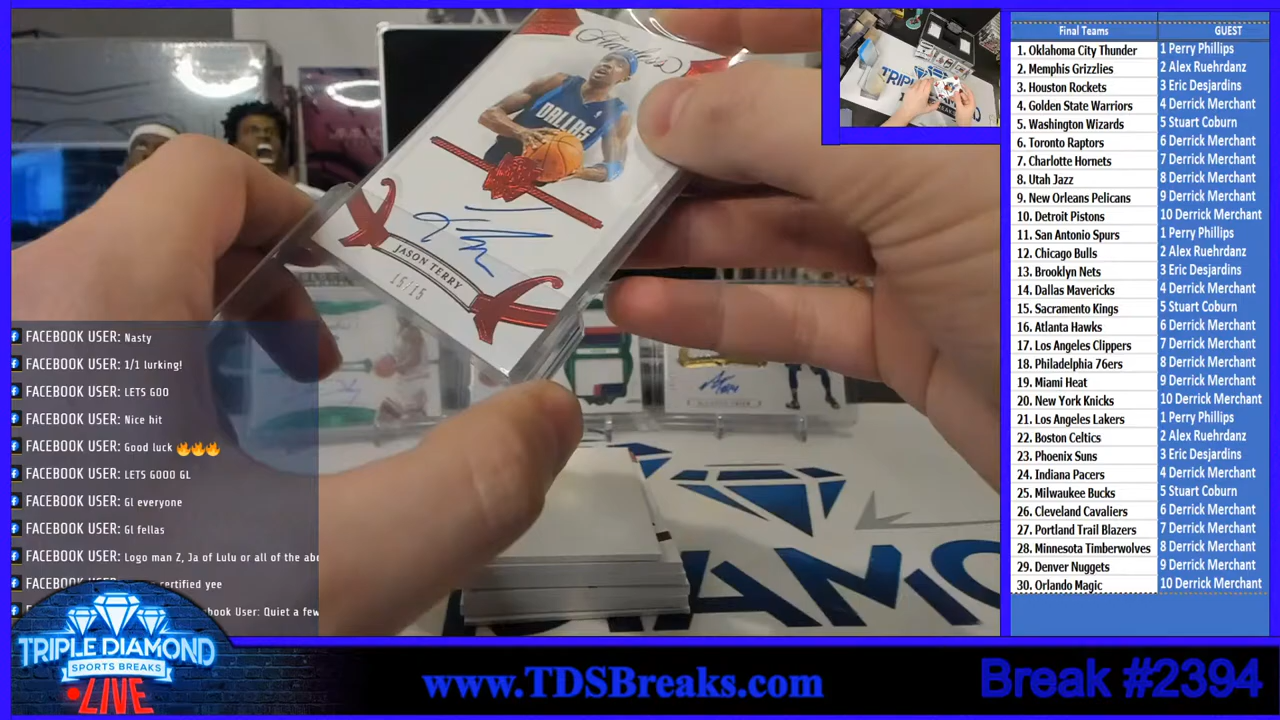 Flawless
DALLAS
JASON TERRY
15/15
TRIPLE
FACEBOOK USER: Nasty
FACEBOOK USER: 1/1 lurking!
FACEBOOK USER: LETS GOO
FACEBOOK USER: Nice hit
FACEBOOK USER: Good luck 🔥🔥🔥
FACEBOOK USER: LETS GOOO GL
FACEBOOK USER: Gl everyone
FACEBOOK USER: Gl fellas
FACEBOOK USER: Logo man Z, Ja of Lulu or all of the abo
FACEBOOK certified yee
book User: Quiet a few
TRIPLE DIAMOND
SPORTS BREAKS
LIVE
www.TDSBreaks.com
Break #2394
Final Teams GUEST
1. Oklahoma City Thunder 1 Perry Phillips
2. Memphis Grizzlies 2 Alex Ruehrdanz
3. Houston Rockets 3 Eric Desjardins
4. Golden State Warriors 4 Derrick Merchant
5. Washington Wizards 5 Stuart Coburn
6. Toronto Raptors 6 Derrick Merchant
7. Charlotte Hornets 7 Derrick Merchant
8. Utah Jazz 8 Derrick Merchant
9. New Orleans Pelicans 9 Derrick Merchant
10. Detroit Pistons 10 Derrick Merchant
11. San Antonio Spurs 1 Perry Phillips
12. Chicago Bulls 2 Alex Ruehrdanz
13. Brooklyn Nets 3 Eric Desjardins
14. Dallas Mavericks 4 Derrick Merchant
15. Sacramento Kings 5 Stuart Coburn
16. Atlanta Hawks 6 Derrick Merchant
17. Los Angeles Clippers 7 Derrick Merchant
18. Philadelphia 76ers 8 Derrick Merchant
19. Miami Heat 9 Derrick Merchant
20. New York Knicks 10 Derrick Merchant
21. Los Angeles Lakers 1 Perry Phillips
22. Boston Celtics 2 Alex Ruehrdanz
23. Phoenix Suns 3 Eric Desjardins
24. Indiana Pacers 4 Derrick Merchant
25. Milwaukee Bucks 5 Stuart Coburn
26. Cleveland Cavaliers 6 Derrick Merchant
27. Portland Trail Blazers 7 Derrick Merchant
28. Minnesota Timberwolves 8 Derrick Merchant
29. Denver Nuggets 9 Derrick Merchant
30. Orlando Magic 10 Derrick Merchant